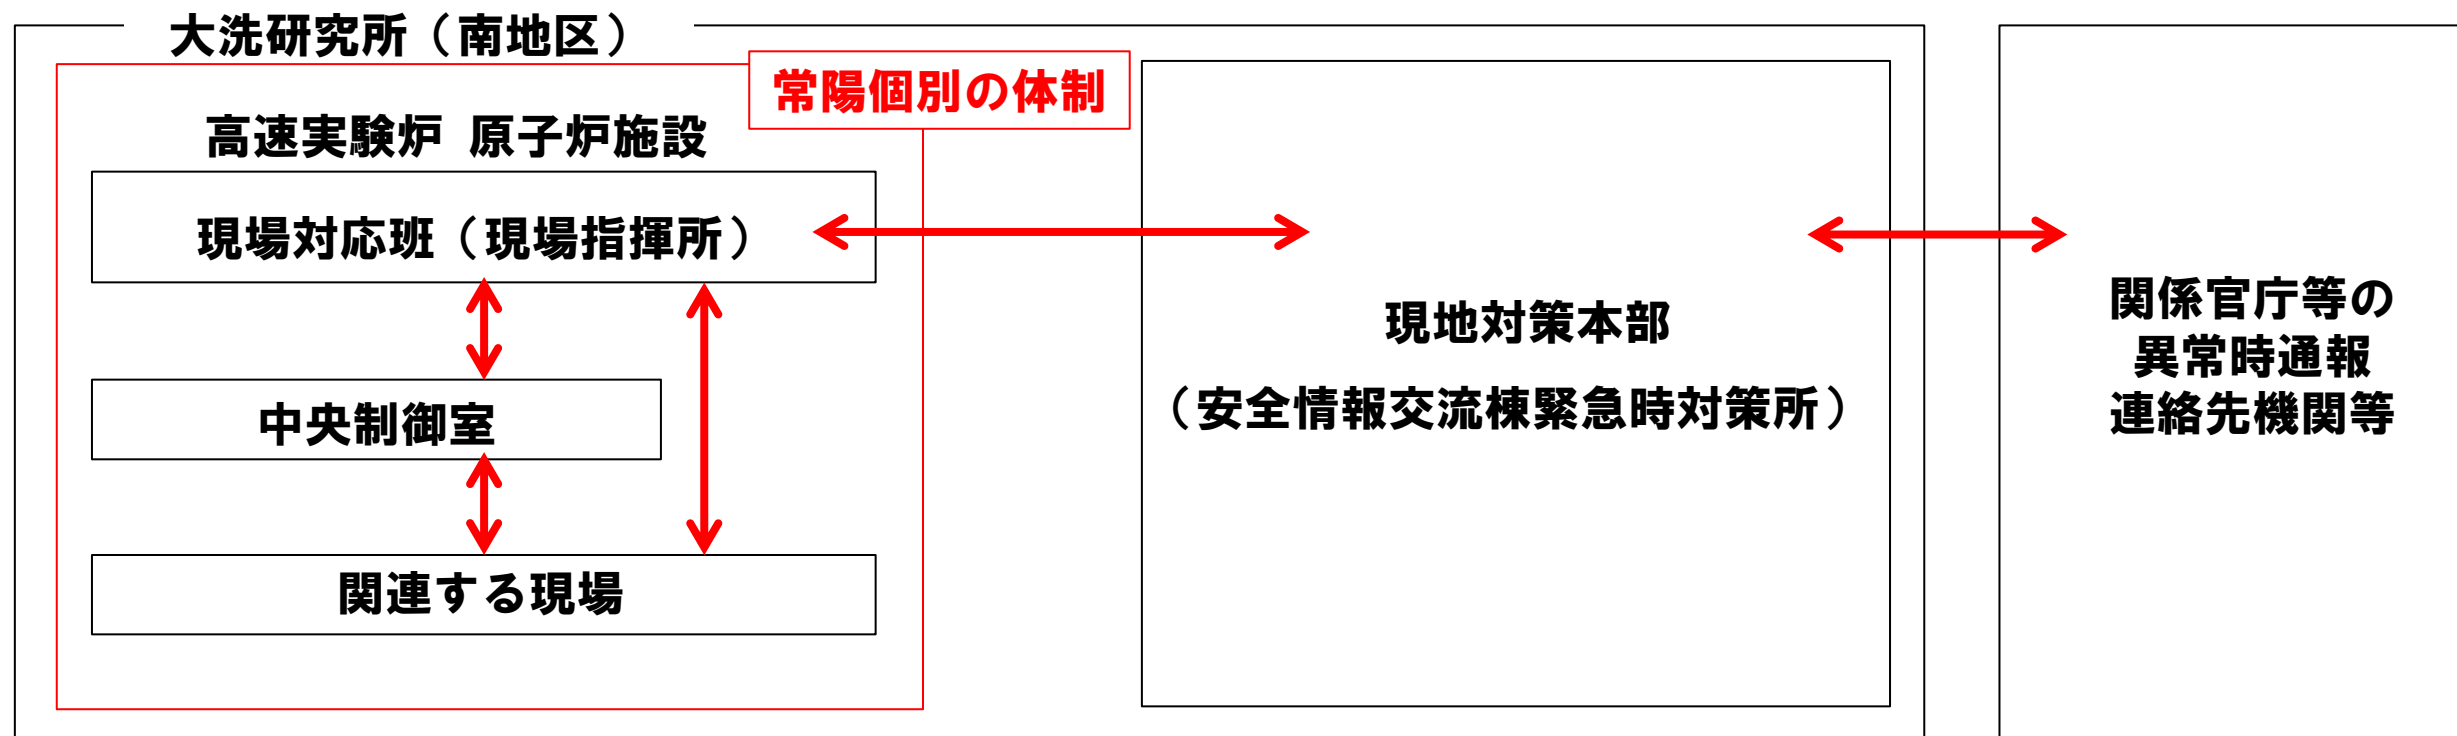 大洗研究所（南地区）
常陽個別の体制
高速実験炉 原子炉施設
現場対応班（現場指揮所）
中央制御室
関連する現場
現地対策本部
（安全情報交流棟緊急時対策所）
関係官庁等の
異常時通報
連絡先機関等